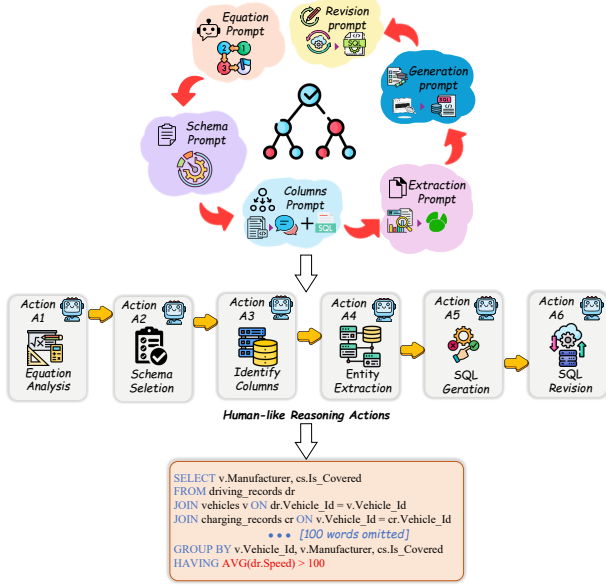 Equation
Prompt
Revision
prompt
Generation
prompt
SQL
Schema
Prompt
Columns
Prompt
SQL
Extraction
Prompt
Action
A1
Equation
Analysis
Action
A2
Schema
Seletion
Action
A3
Identify
Columns
Action
A4
Entity
Extraction
Action
A5
SQL
Geration
Action
A6
SQL
Revision
Human-like Reasoning Actions
SELECT v.Manufacturer, cs.Is_Covered
FROM driving_records dr
JOIN vehicles v ON dr.Vehicle_Id = v.Vehicle_Id
JOIN charging_records cr ON v.Vehicle_Id = cr.Vehicle_Id
••• [100 words omitted]
GROUP BY v.Vehicle_Id, v.Manufacturer, cs.Is_Covered
HAVING AVG(dr.Speed) > 100